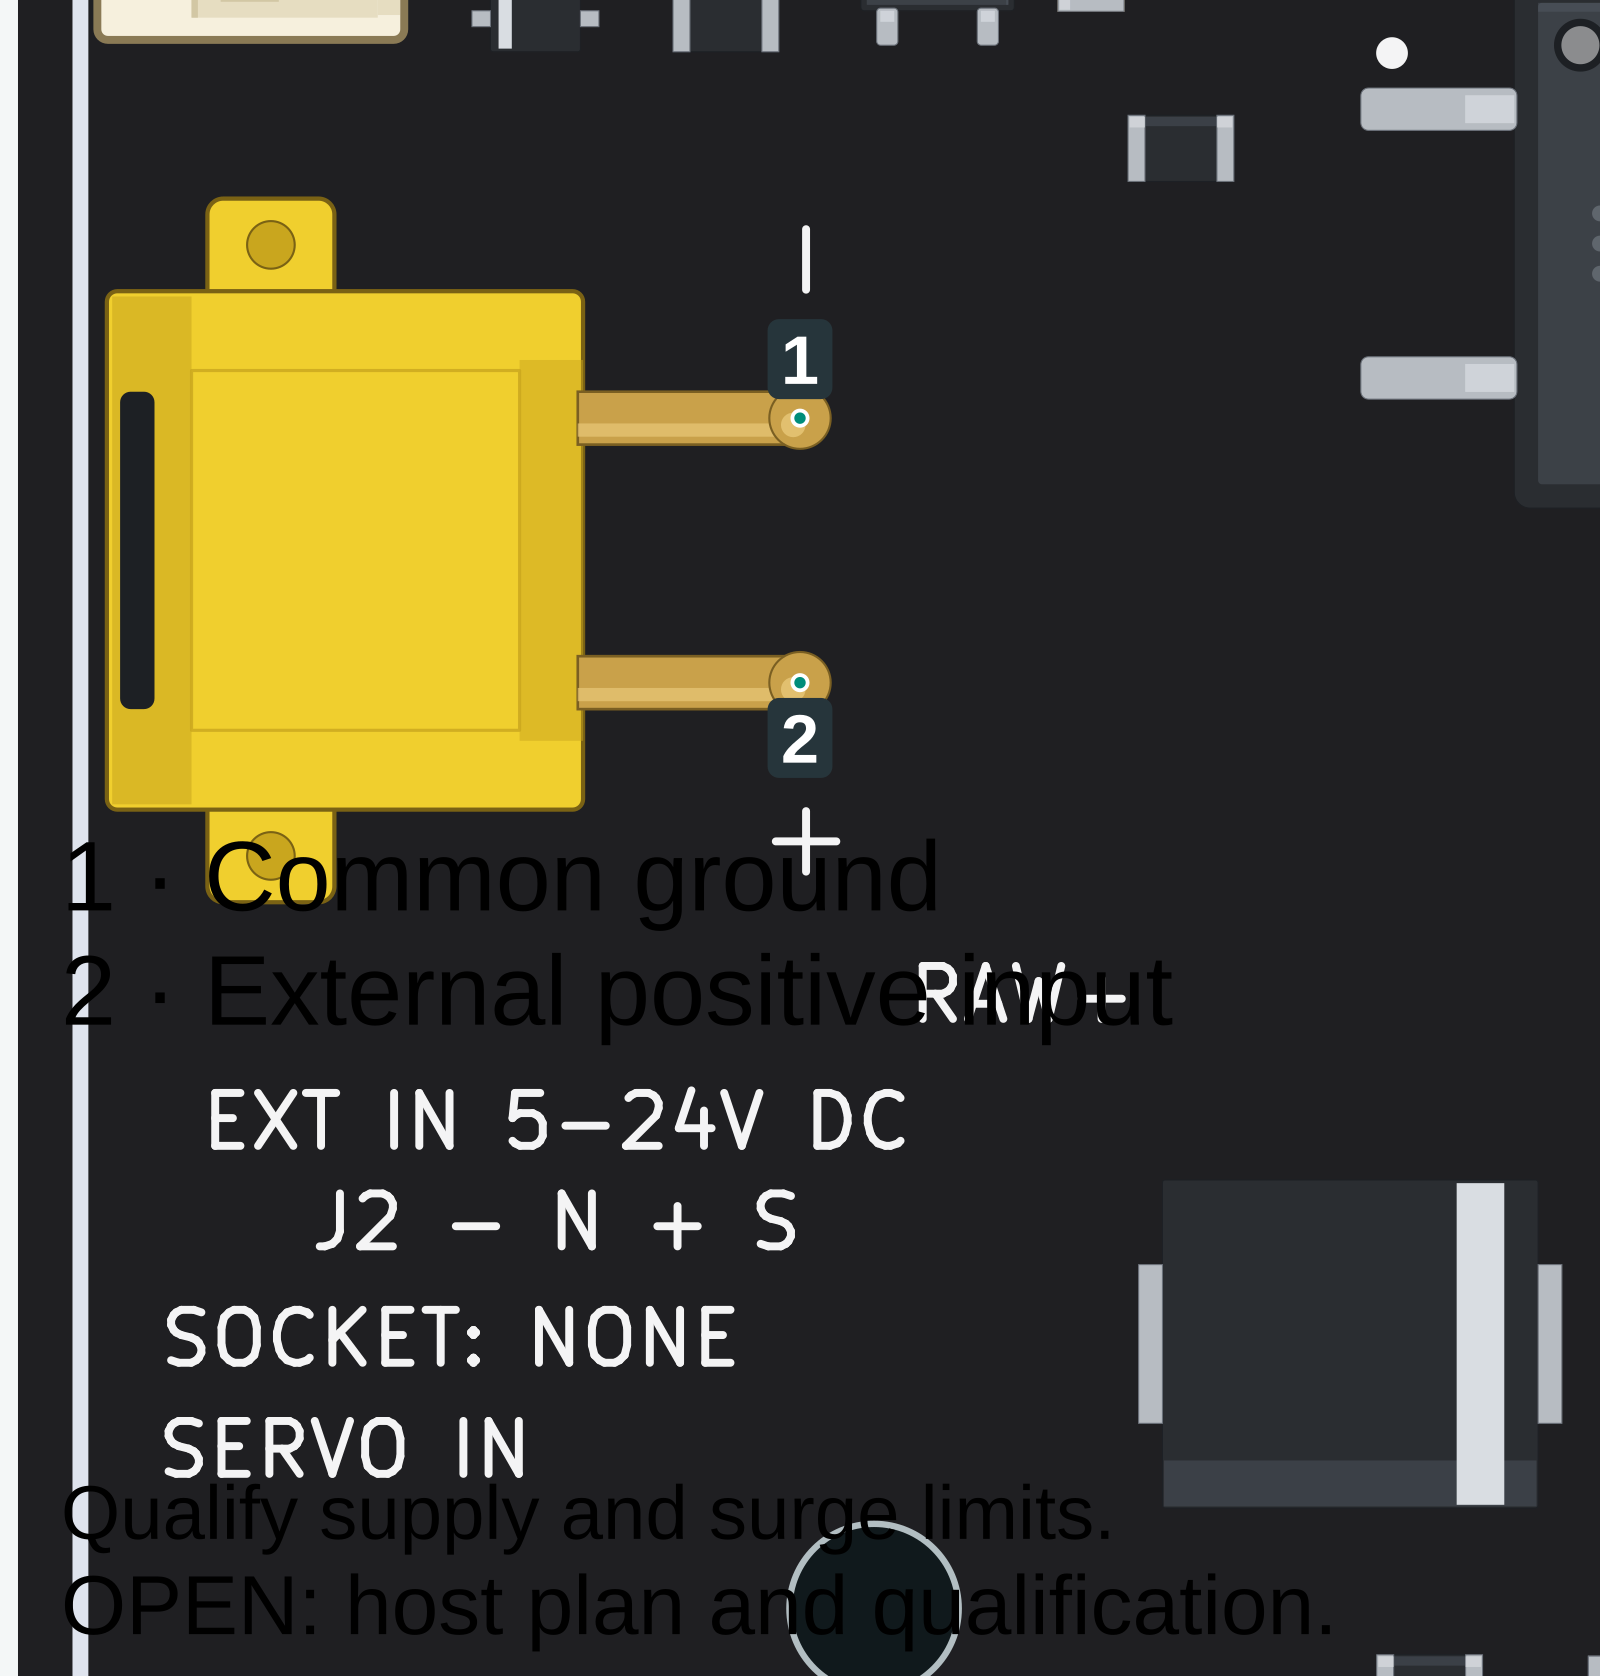 1
2
1 · Common ground
2 · External positive input
RAW+
EXT IN 5–24V DC
J2 – N + S
SOCKET: NONE
SERVO IN
Qualify supply and surge limits.
OPEN: host plan and qualification.